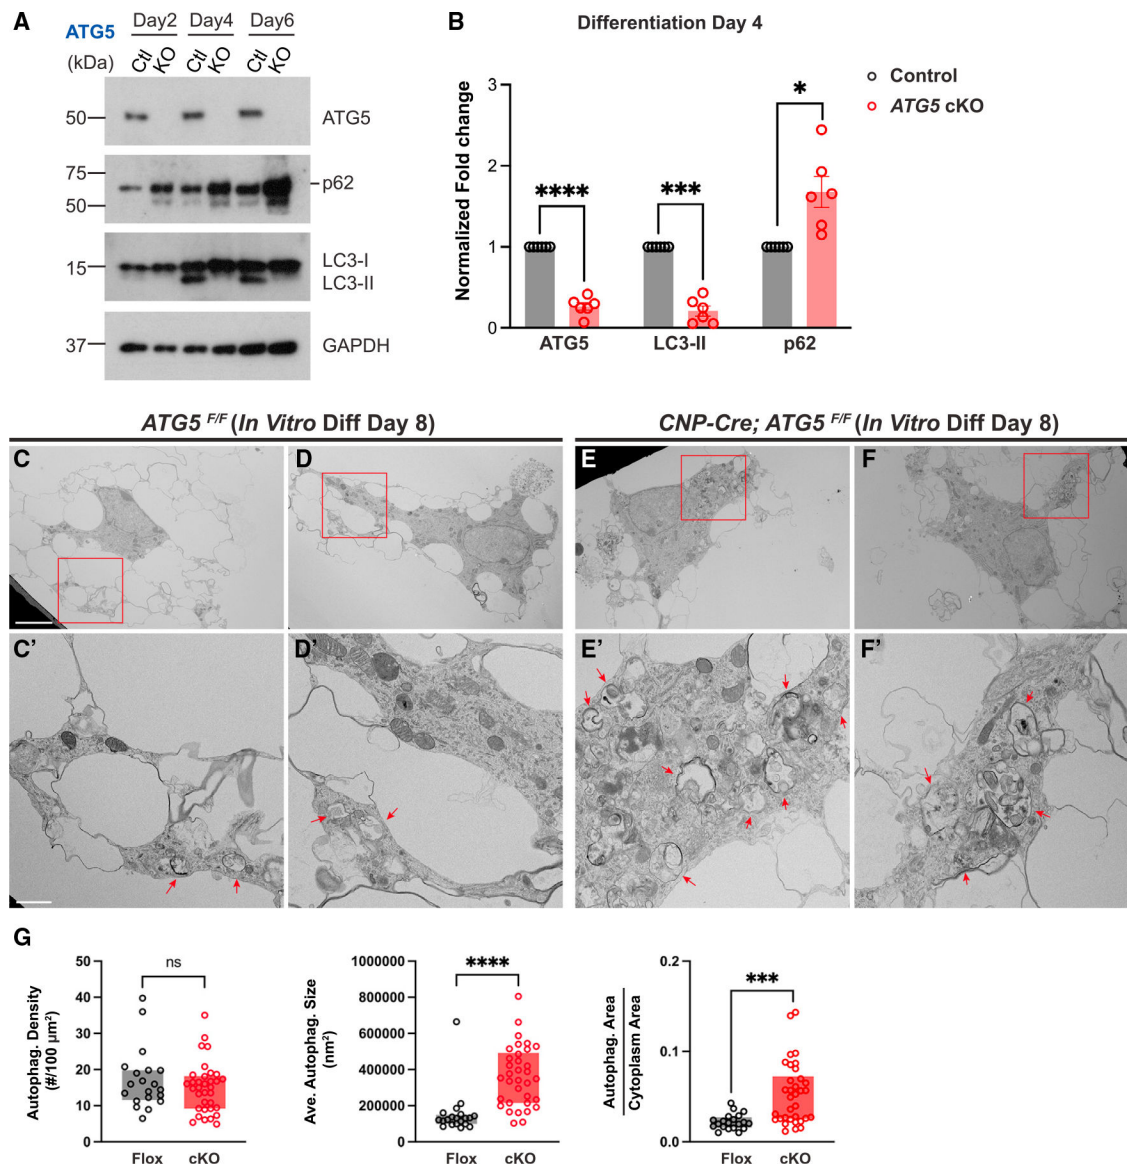 A
ATG5
Day2 Day4 Day6
(kDa)
Ctl KO Ctl KO Ctl KO
50
ATG5
75
p62
50
15
LC3-I
LC3-II
37
GAPDH
B
Differentiation Day 4
Normalized Fold change
3
2
1
0
****
***
*
ATG5 LC3-II p62
Control
ATG5 cKO
ATG5 F/F (In Vitro Diff Day 8)
CNP-Cre; ATG5 F/F (In Vitro Diff Day 8)
C
D
E
F
C’
D’
E’
F’
G
Autophag. Density
(#/100 µm²)
50
40
30
20
10
0
ns
Flox cKO
Ave. Autophag. Size
(nm²)
1000000
800000
600000
400000
200000
0
****
Flox cKO
Autophag. Area
Cytoplasm Area
0.2
0.1
0.0
***
Flox cKO